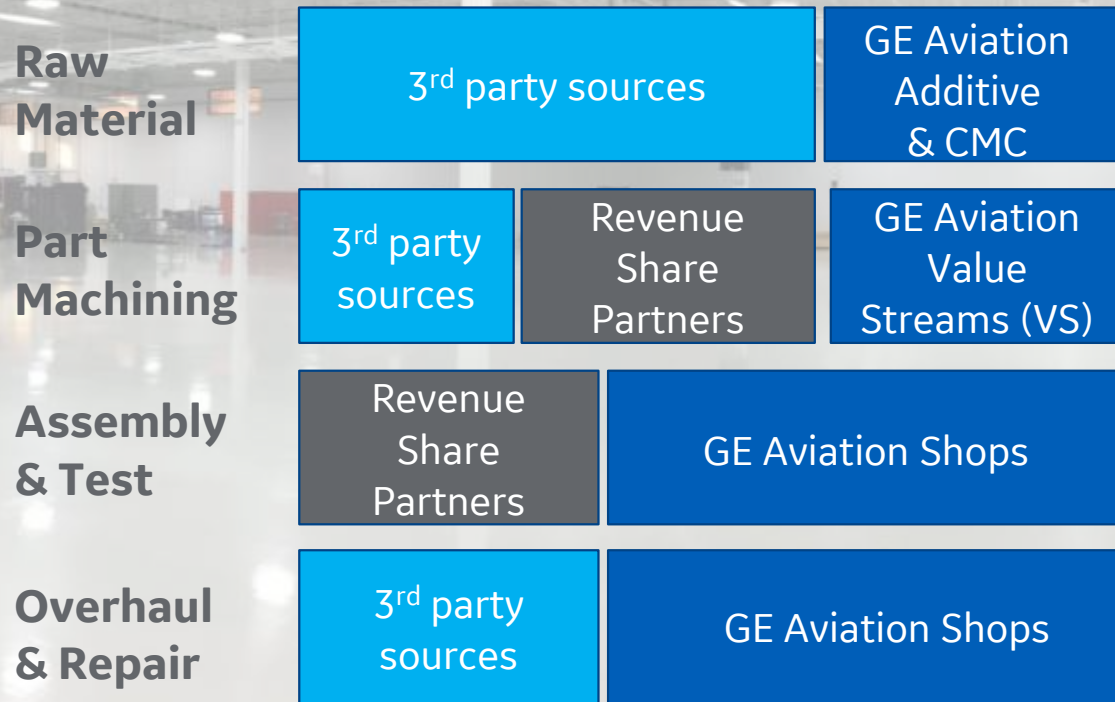 Raw
Material
3rd party sources
GE Aviation
Additive
& CMC
Part
Machining
3rd party
sources
Revenue
Share
Partners
GE Aviation
Value
Streams (VS)
Assembly
& Test
Revenue
Share
Partners
GE Aviation Shops
Overhaul
& Repair
3rd party
sources
GE Aviation Shops